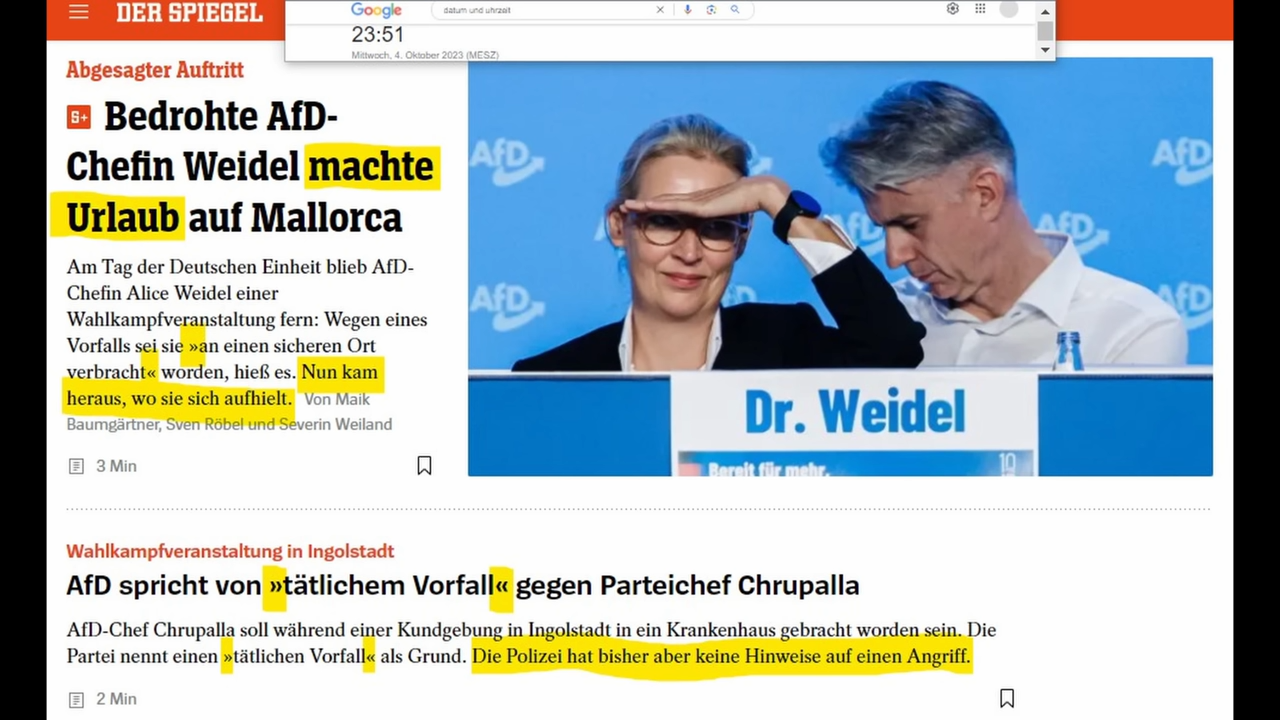 DER SPIEGEL
Google
datum und uhrzeit
23:51
Mittwoch, 4. Oktober 2023 (MESZ)
Abgesagter Auftritt
S+ Bedrohte AfD-
Chefin Weidel machte
Urlaub auf Mallorca
Am Tag der Deutschen Einheit blieb AfD-
Chefin Alice Weidel einer
Wahlkampfveranstaltung fern: Wegen eines
Vorfalls sei sie »an einen sicheren Ort
verbracht« worden, hieß es. Nun kam
heraus, wo sie sich aufhielt. Von Maik
Baumgärtner, Sven Röbel und Severin Weiland
3 Min
AfD
AfD
AfD
AfD
AfD
Dr. Weidel
Bereit für mehr.
10
Wahlkampfveranstaltung in Ingolstadt
AfD spricht von »tätlichem Vorfall« gegen Parteichef Chrupalla
AfD-Chef Chrupalla soll während einer Kundgebung in Ingolstadt in ein Krankenhaus gebracht worden sein. Die
Partei nennt einen »tätlichen Vorfall« als Grund. Die Polizei hat bisher aber keine Hinweise auf einen Angriff.
2 Min